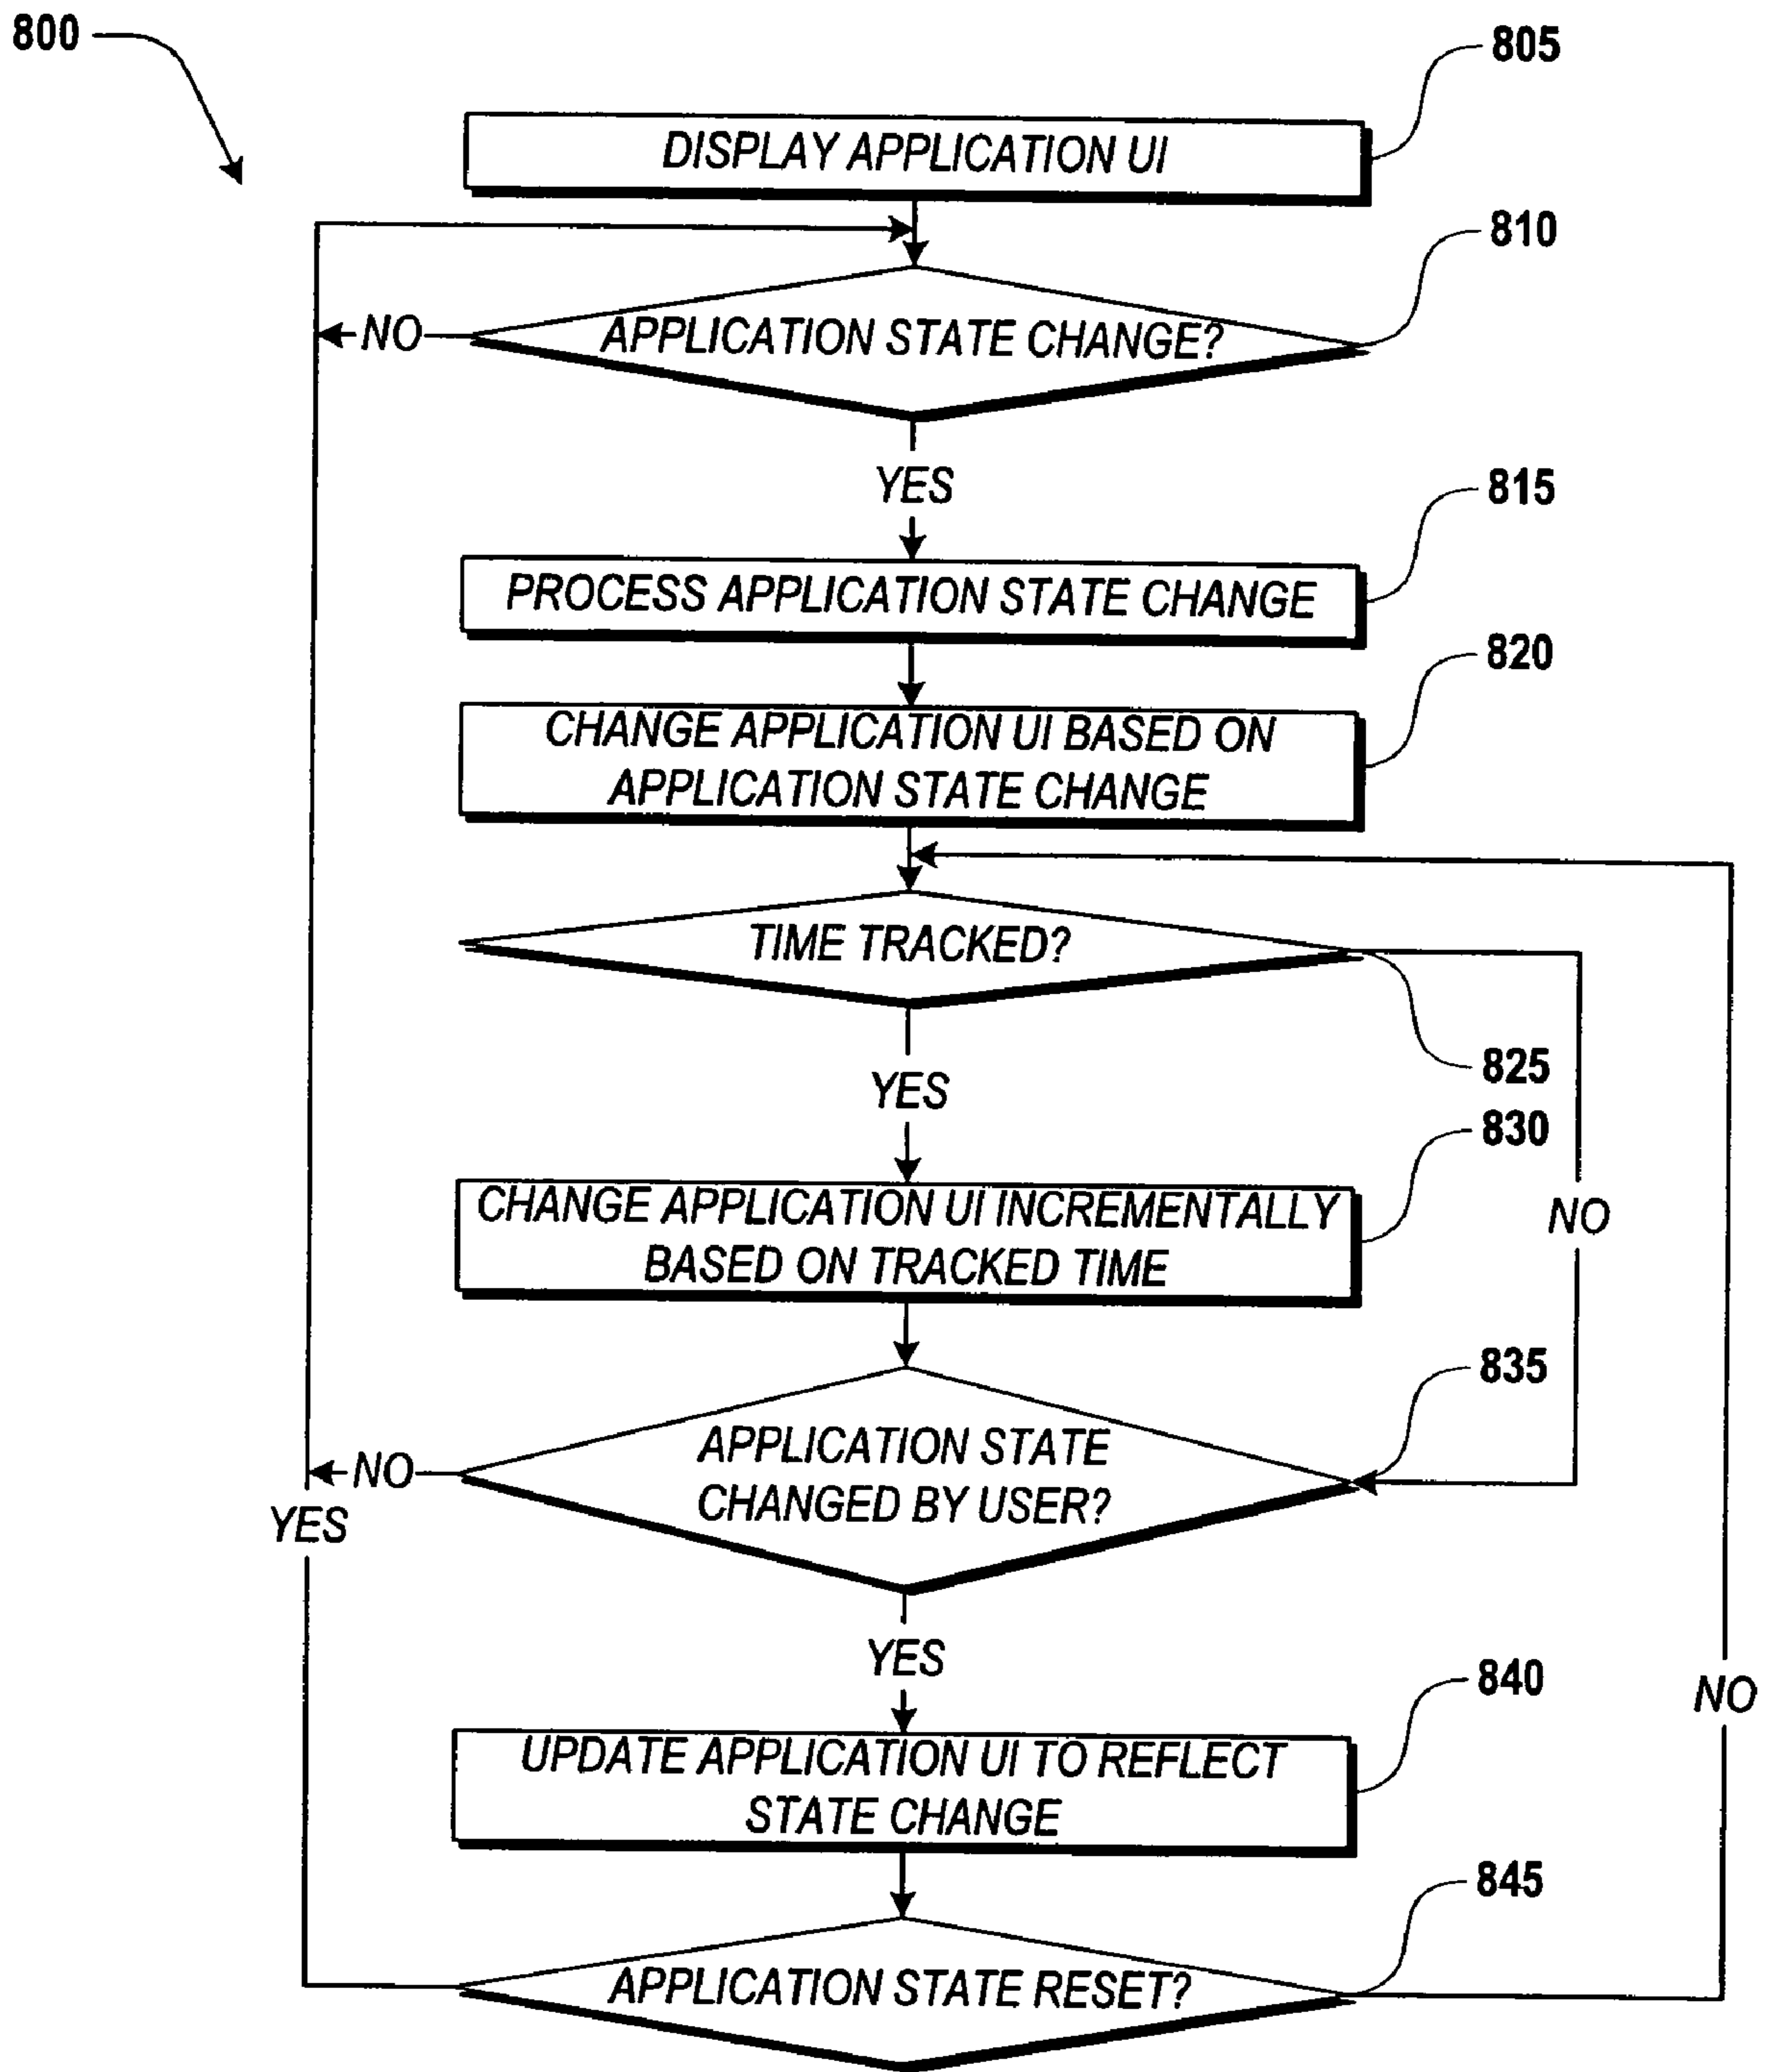 800
805
DISPLAY APPLICATION UI
810
APPLICATION STATE CHANGE?
NO
YES
815
PROCESS APPLICATION STATE CHANGE
820
CHANGE APPLICATION UI BASED ON
APPLICATION STATE CHANGE
TIME TRACKED?
825
YES
830
CHANGE APPLICATION UI INCREMENTALLY
BASED ON TRACKED TIME
NO
835
APPLICATION STATE
CHANGED BY USER?
NO
YES
YES
840
NO
UPDATE APPLICATION UI TO REFLECT
STATE CHANGE
845
APPLICATION STATE RESET?